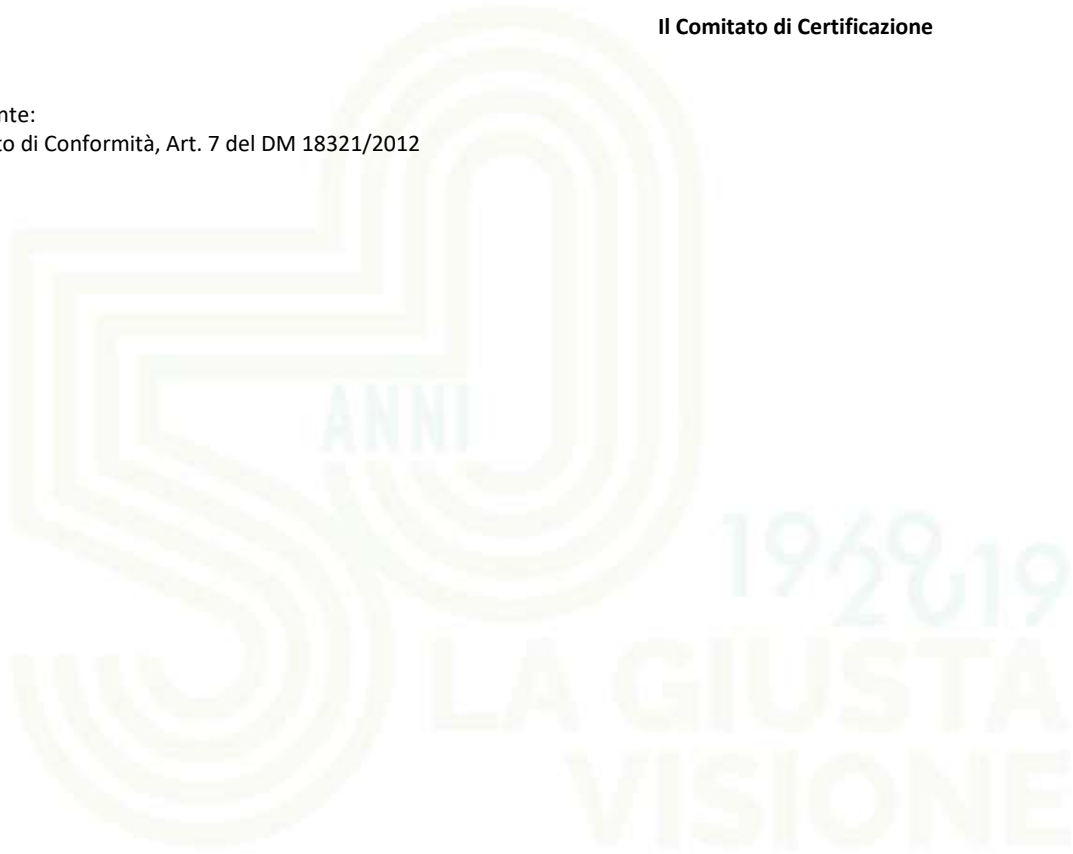 Il Comitato di Certificazione
nte:
to di Conformità, Art. 7 del DM 18321/2012
50
ANNI
1969
2019
LA GIUSTA
VISIONE